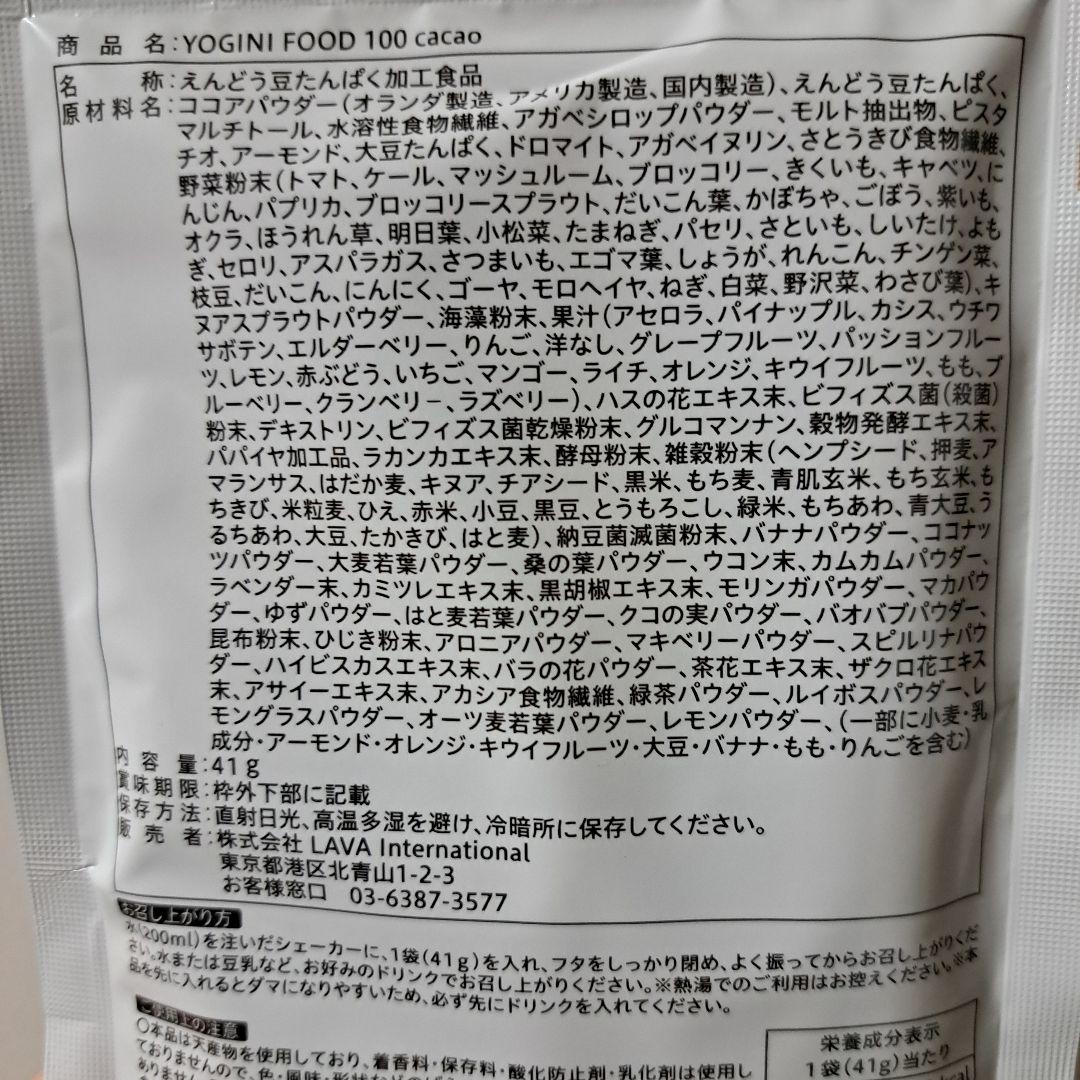 商品名:YOGINI FOOD 100 cacao
名称:えんどう豆たんぱく加工食品
原材料名:ココアパウダー(オランダ製造、アメリカ製造、国内製造)、えんどう豆たんぱく、
マルチトール、水溶性食物繊維、アガベシロップパウダー、モルト抽出物、ピスタ
チオ、アーモンド、大豆たんぱく、ドロマイト、アガベイヌリン、さとうきび食物繊維、
野菜粉末(トマト、ケール、マッシュルーム、ブロッコリー、きくいも、キャベツ、に
んじん、パプリカ、ブロッコリースプラウト、だいこん葉、かぼちゃ、ごぼう、紫いも、
オクラ、ほうれん草、明日葉、小松菜、たまねぎ、パセリ、さといも、しいたけ、よも
ぎ、セロリ、アスパラガス、さつまいも、エゴマ葉、しょうが、れんこん、チンゲン菜、
枝豆、だいこん、にんにく、ゴーヤ、モロヘイヤ、ねぎ、白菜、野沢菜、わさび葉)、キ
ヌアスプラウトパウダー、海藻粉末、果汁(アセロラ、パイナップル、カシス、ウチワ
サボテン、エルダーベリー、りんご、洋なし、グレープフルーツ、パッションフルー
ツ、レモン、赤ぶどう、いちご、マンゴー、ライチ、オレンジ、キウイフルーツ、もも、ブ
ルーベリー、クランベリ－、ラズベリー)、ハスの花エキス末、ビフィズス菌(殺菌)
粉末、デキストリン、ビフィズス菌乾燥粉末、グルコマンナン、穀物発酵エキス末、
パパイヤ加工品、ラカンカエキス末、酵母粉末、雑穀粉末(ヘンプシード、押麦、ア
マランサス、はだか麦、キヌア、チアシード、黒米、もち麦、青肌玄米、もち玄米、も
ちきび、米粒麦、ひえ、赤米、小豆、黒豆、とうもろこし、緑米、もちあわ、青大豆、う
るちあわ、大豆、たかきび、はと麦)、納豆菌滅菌粉末、バナナパウダー、ココナッ
ツパウダー、大麦若葉パウダー、桑の葉パウダー、ウコン末、カムカムパウダー、
ラベンダー末、カミツレエキス末、黒胡椒エキス末、モリンガパウダー、マカパウ
ダー、ゆずパウダー、はと麦若葉パウダー、クコの実パウダー、バオバブパウダー、
昆布粉末、ひじき粉末、アロニアパウダー、マキベリーパウダー、スピルリナパウ
ダー、ハイビスカスエキス末、バラの花パウダー、茶花エキス末、ザクロ花エキス
末、アサイーエキス末、アカシア食物繊維、緑茶パウダー、ルイボスパウダー、レ
モングラスパウダー、オーツ麦若葉パウダー、レモンパウダー、(一部に小麦・乳
成分・アーモンド・オレンジ・キウイフルーツ・大豆・バナナ・もも・りんごを含む)
内容量:41g
賞味期限:枠外下部に記載
保存方法:直射日光、高温多湿を避け、冷暗所に保存してください。
販売者:株式会社 LAVA International
東京都港区北青山1-2-3
お客様窓口 03-6387-3577
お召し上がり方
水(200ml)を注いだシェーカーに、1袋(41g)を入れ、フタをしっかり閉め、よく振ってからお召し上がりくだ
さい。水または豆乳など、お好みのドリンクでお召し上がりください。※熱湯でのご利用はお控えください。※本
品を先に入れるとダマになりやすいため、必ず先にドリンクを入れてください。
ご使用上の注意
〇本品は天産物を使用しており、着香料・保存料・酸化防止剤・乳化剤は使用し
ておりませんので、色・風味・形状などの
栄養成分表示
1袋(41g)当たり
kcal